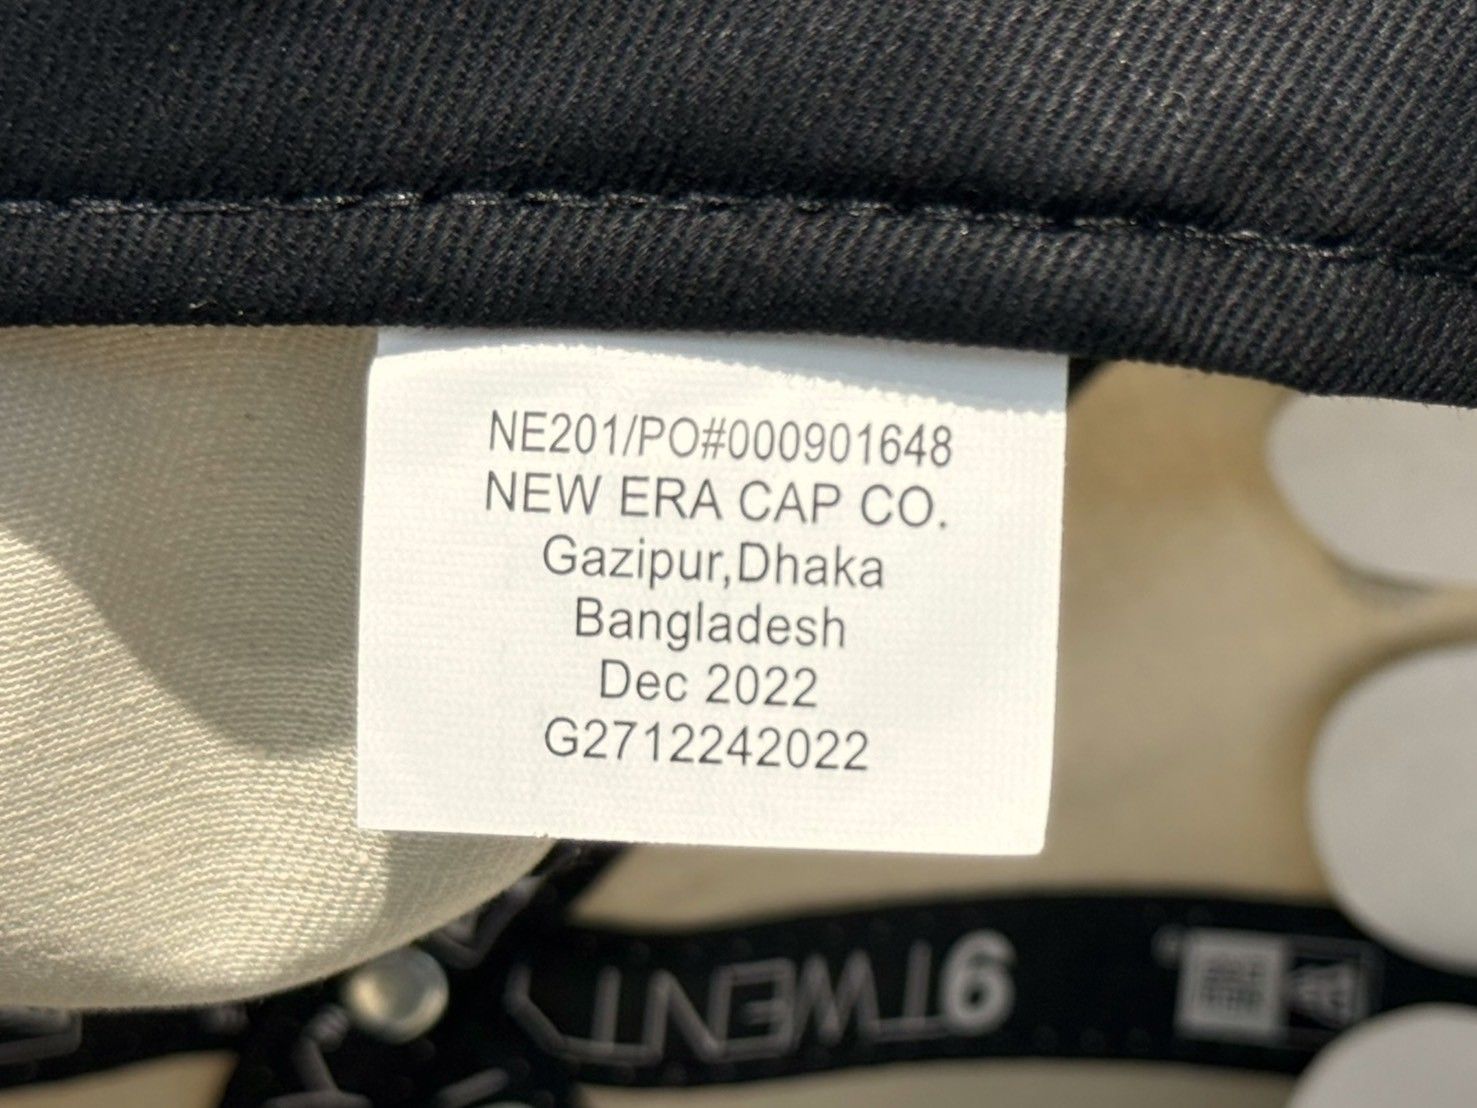 NE201/PO#000901648
NEW ERA CAP CO.
Gazipur,Dhaka
Bangladesh
Dec 2022
G2712242022
9TWENTY